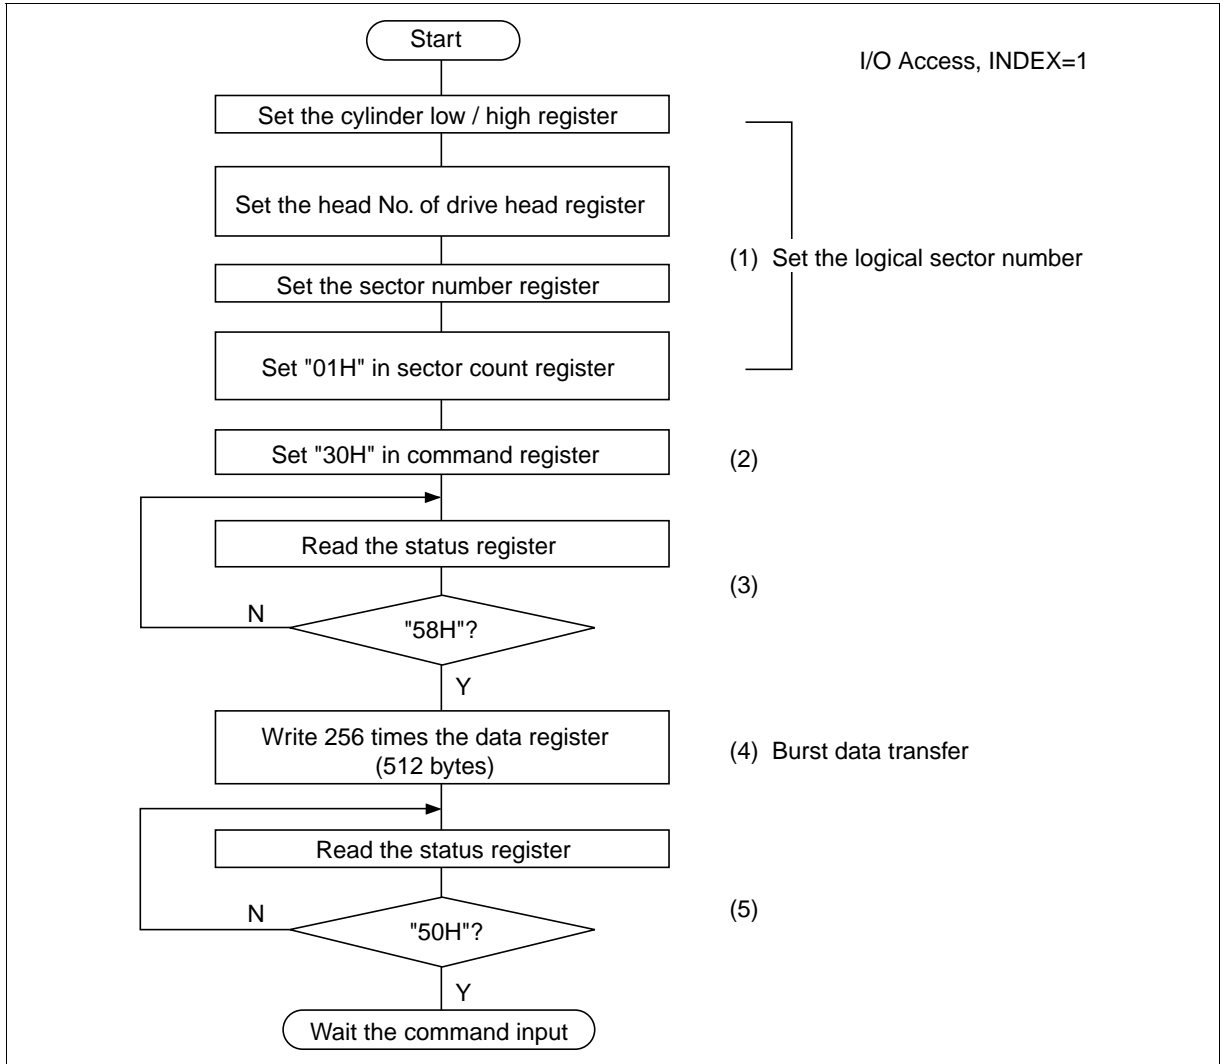 Start
I/O Access, INDEX=1
Set the cylinder low / high register
Set the head No. of drive head register
(1) Set the logical sector number
Set the sector number register
Set "01H" in sector count register
Set "30H" in command register
(2)
Read the status register
(3)
N
"58H"?
Y
Write 256 times the data register
(512 bytes)
(4) Burst data transfer
Read the status register
N
(5)
"50H"?
Y
Wait the command input